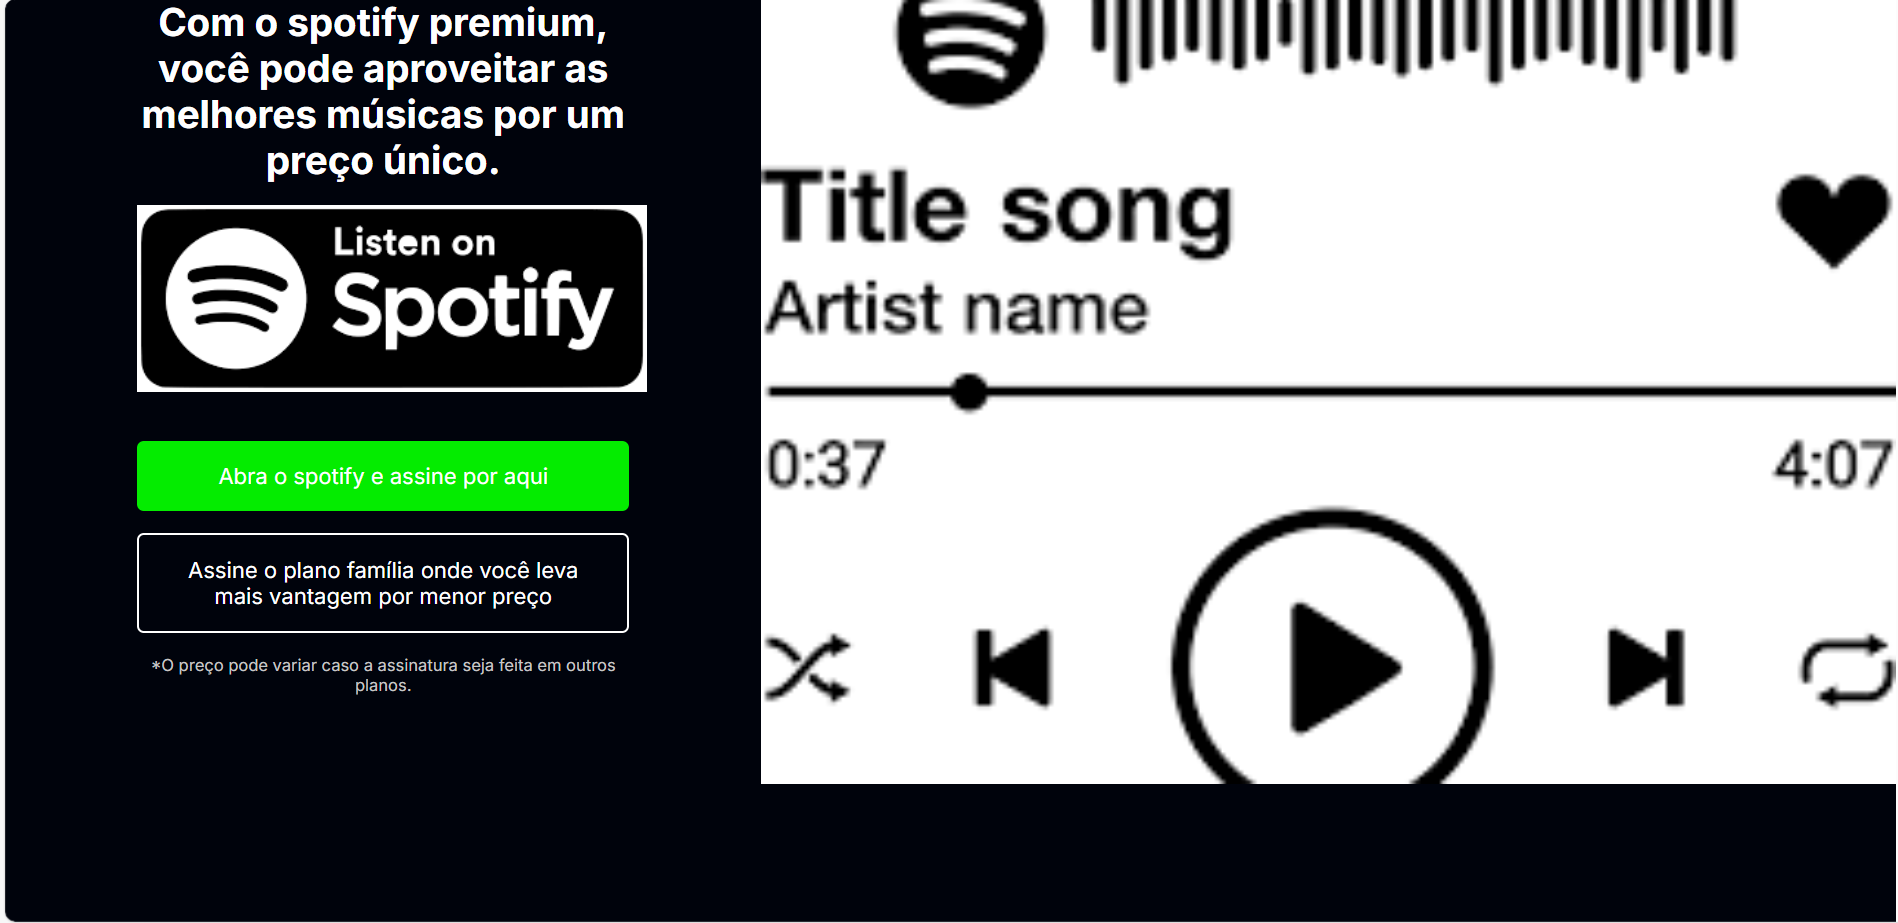 Com o spotify premium,
você pode aproveitar as
melhores músicas por um
preço único.
Listen on
Spotify
Abra o spotify e assine por aqui
Assine o plano família onde você leva
mais vantagem por menor preço
*O preço pode variar caso a assinatura seja feita em outros
planos.
Title song
Artist name
0:37
4:07